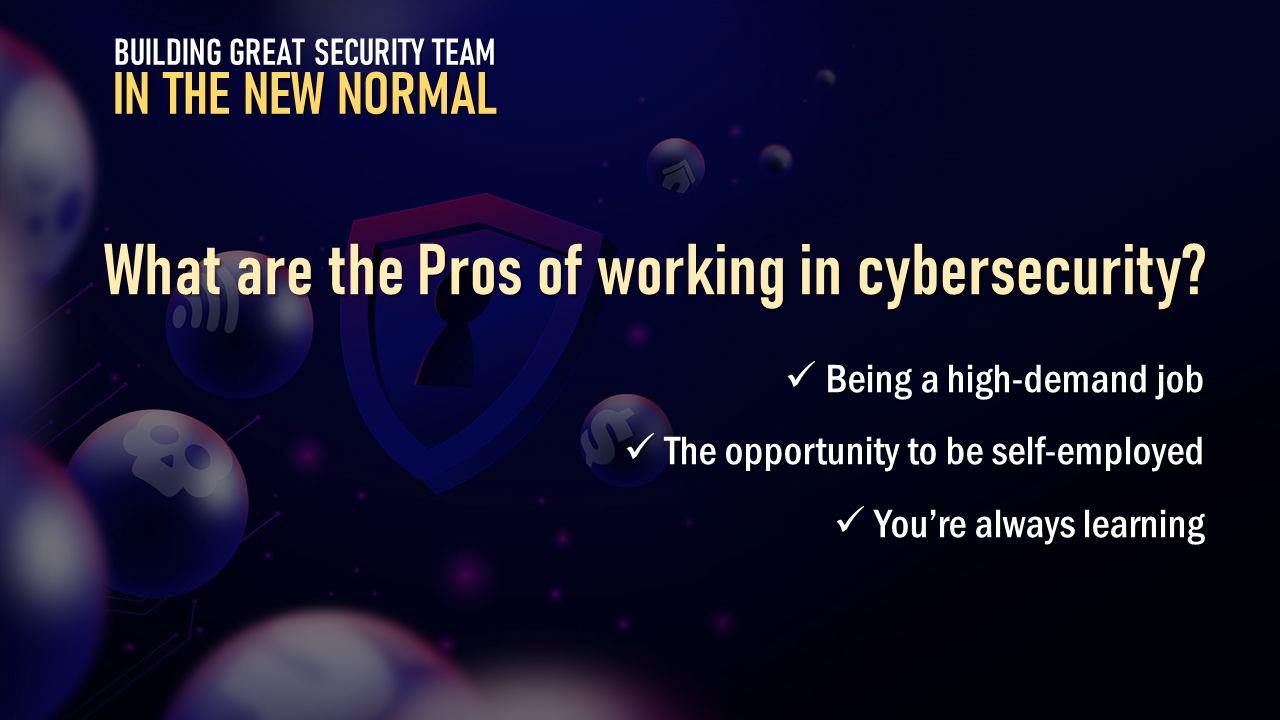 BUILDING GREAT SECURITY TEAM
IN THE NEW NORMAL
What are the Pros of working in cybersecurity?
✓ Being a high-demand job
✓ The opportunity to be self-employed
✓ You’re always learning